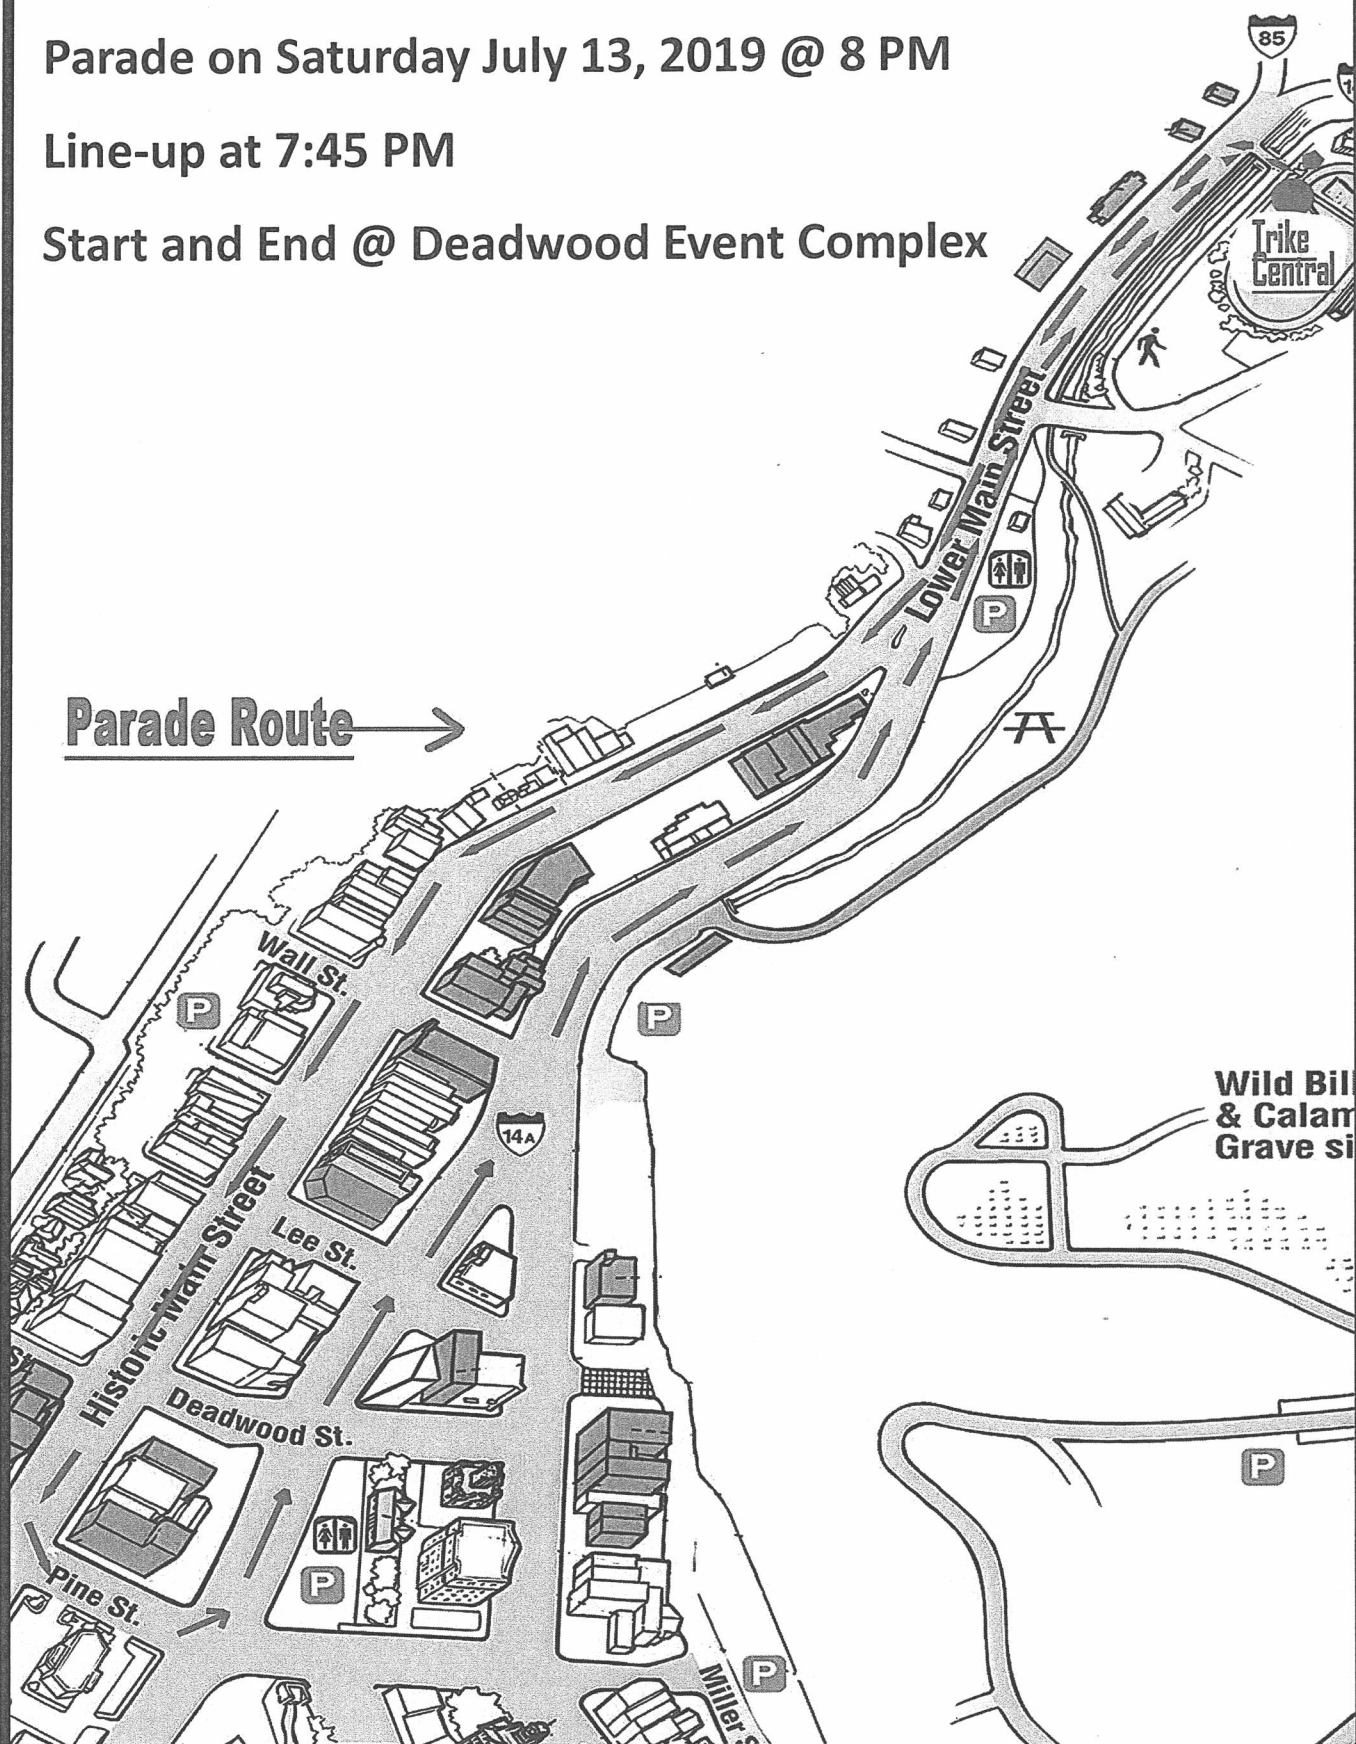 Parade on Saturday July 13, 2019 @ 8 PM
Line-up at 7:45 PM
Start and End @ Deadwood Event Complex
85
Trike
Central
Lower Main Street
P
Parade Route
Wall St.
P
P
14A
Wild Bill
& Calam
Grave si
Historic Main Street
Lee St.
St.
Deadwood St.
P
P
Pine St.
P
Miller S